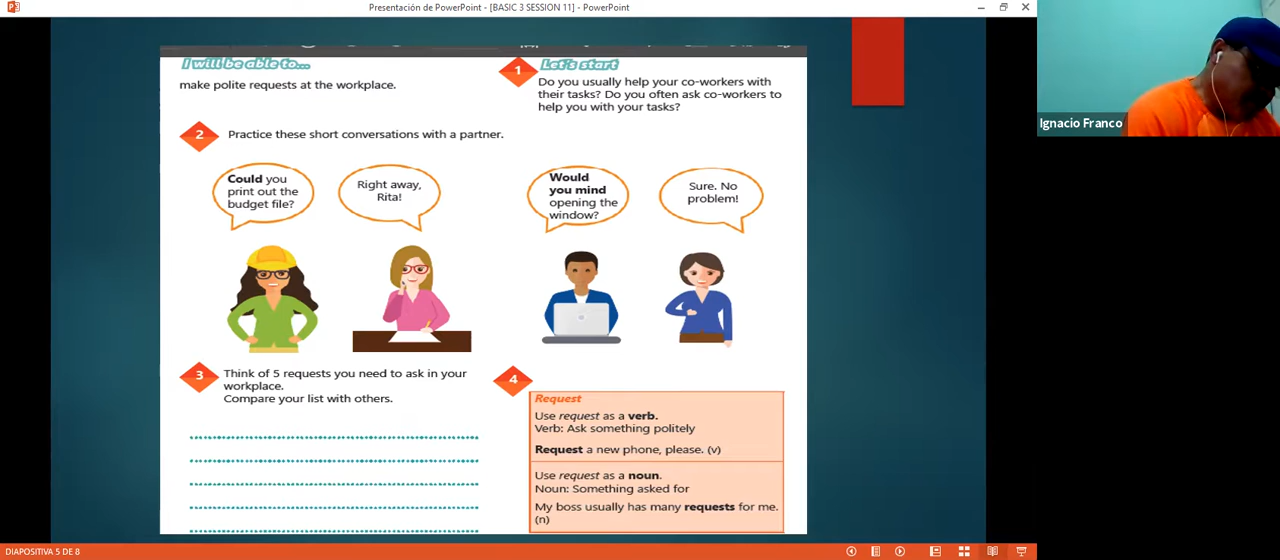 Presentación de PowerPoint - [BASIC 3 SESSION 11] - PowerPoint
I will be able to...
make polite requests at the workplace.
1
Let's start
Do you usually help your co-workers with
their tasks? Do you often ask co-workers to
help you with your tasks?
2
Practice these short conversations with a partner.
Could you
print out the
budget file?
Right away,
Rita!
Would
you mind
opening the
window?
Sure. No
problem!
3
Think of 5 requests you need to ask in your
workplace.
Compare your list with others.
4
Request
Use request as a verb.
Verb: Ask something politely
Request a new phone, please. (v)
Use request as a noun.
Noun: Something asked for
My boss usually has many requests for me.
(n)
Ignacio Franco
DIAPOSITIVA 5 DE 8